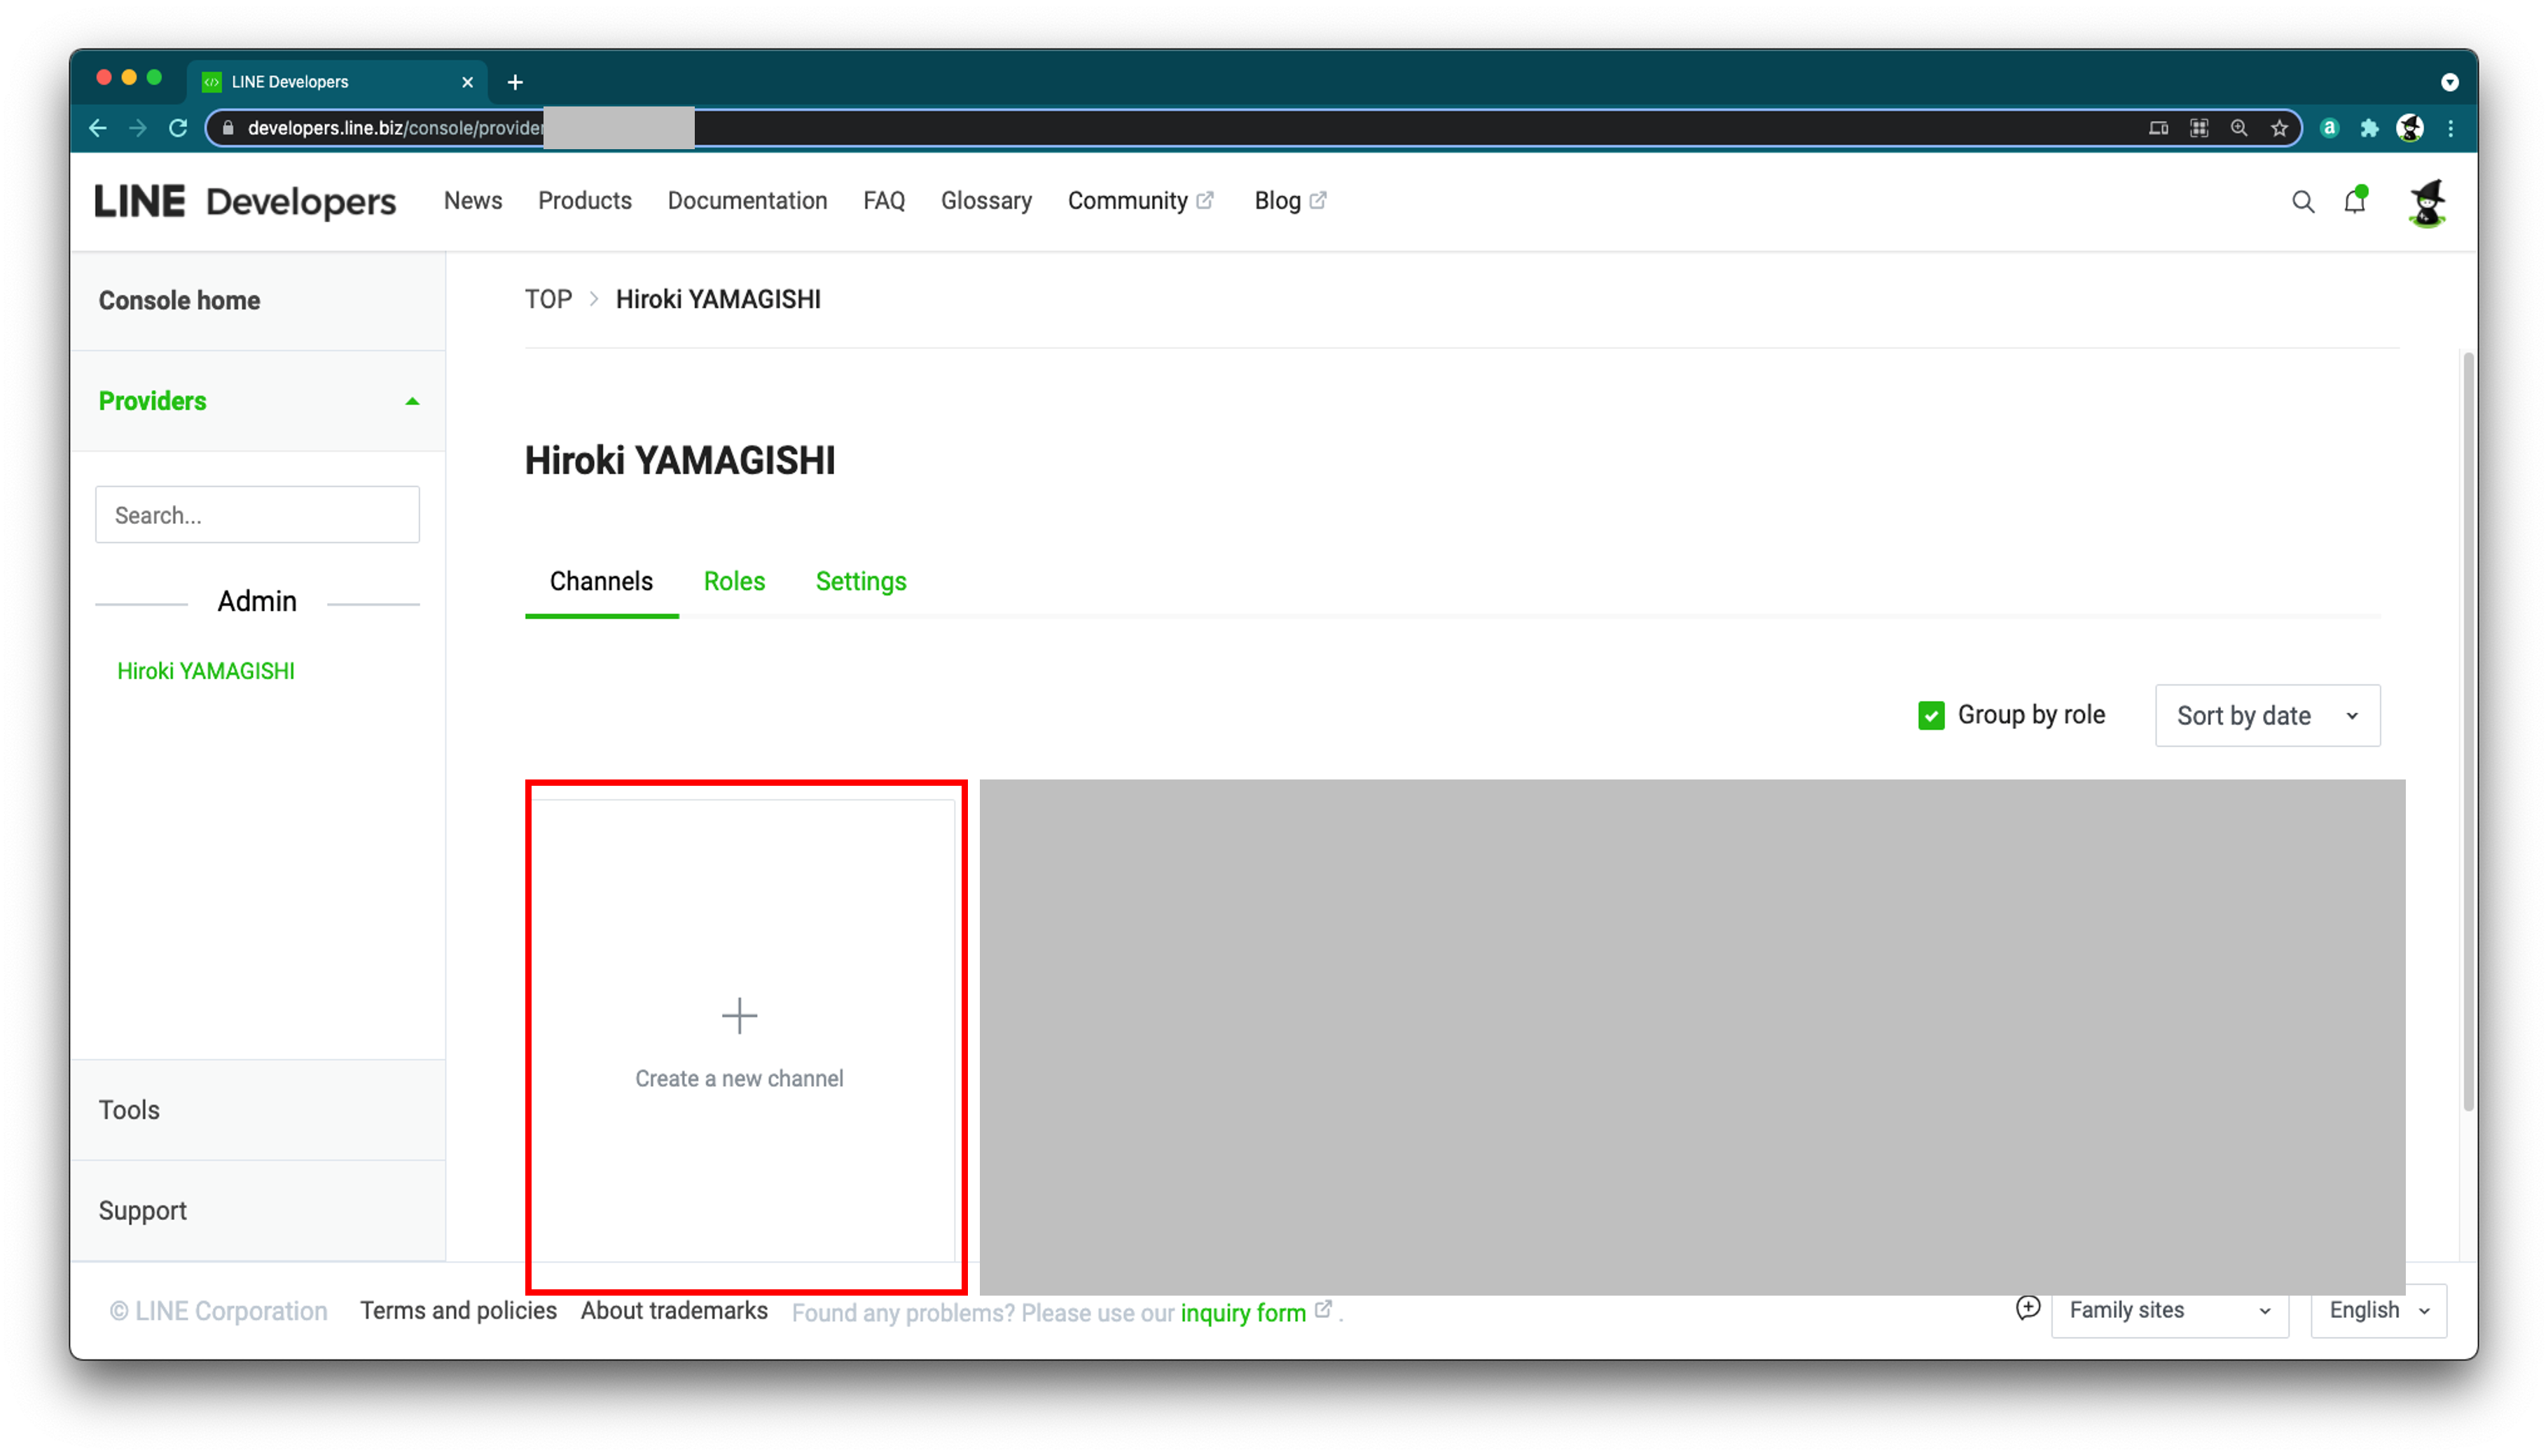 LINE Developers
developers.line.biz/console/provider
a
LINE Developers News Products Documentation FAQ Glossary Community Blog
Console home
TOP > Hiroki YAMAGISHI
Providers
Hiroki YAMAGISHI
Search...
Channels Roles Settings
Admin
Hiroki YAMAGISHI
Group by role Sort by date
Create a new channel
Tools
Support
© LINE Corporation Terms and policies About trademarks Found any problems? Please use our inquiry form . Family sites English